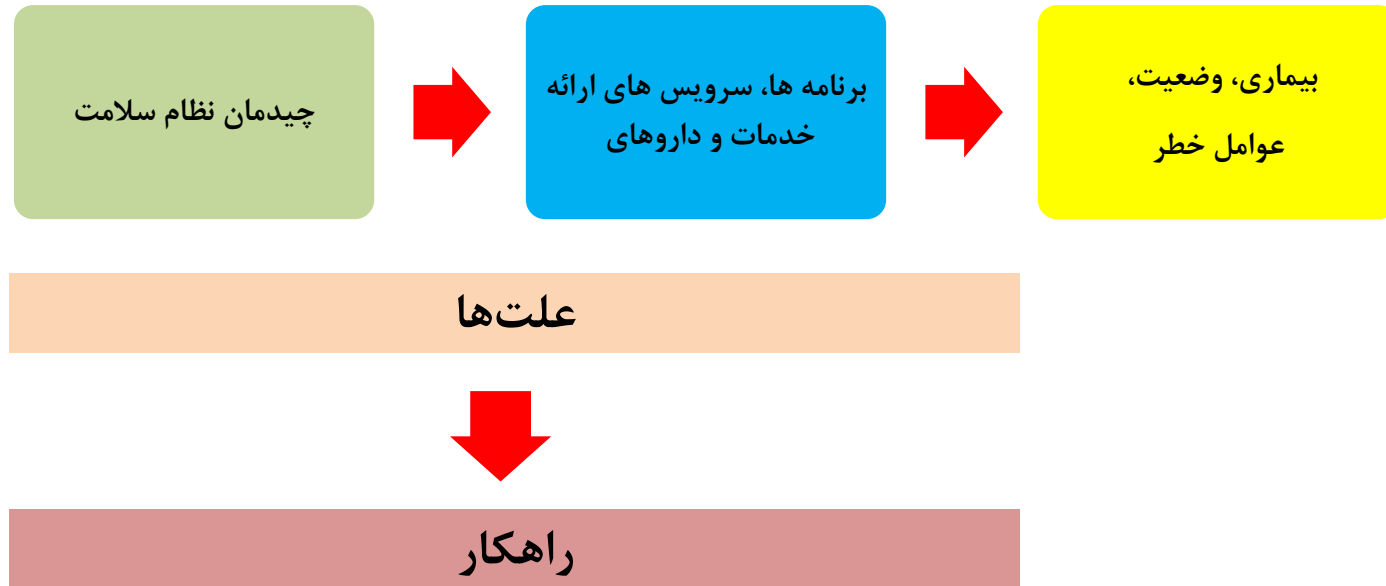 بیماری، وضعیت،
عوامل خطر
برنامه ها، سرویس های ارائه
خدمات و داروهای
چیدمان نظام سلامت
علت‌ها
راهکار